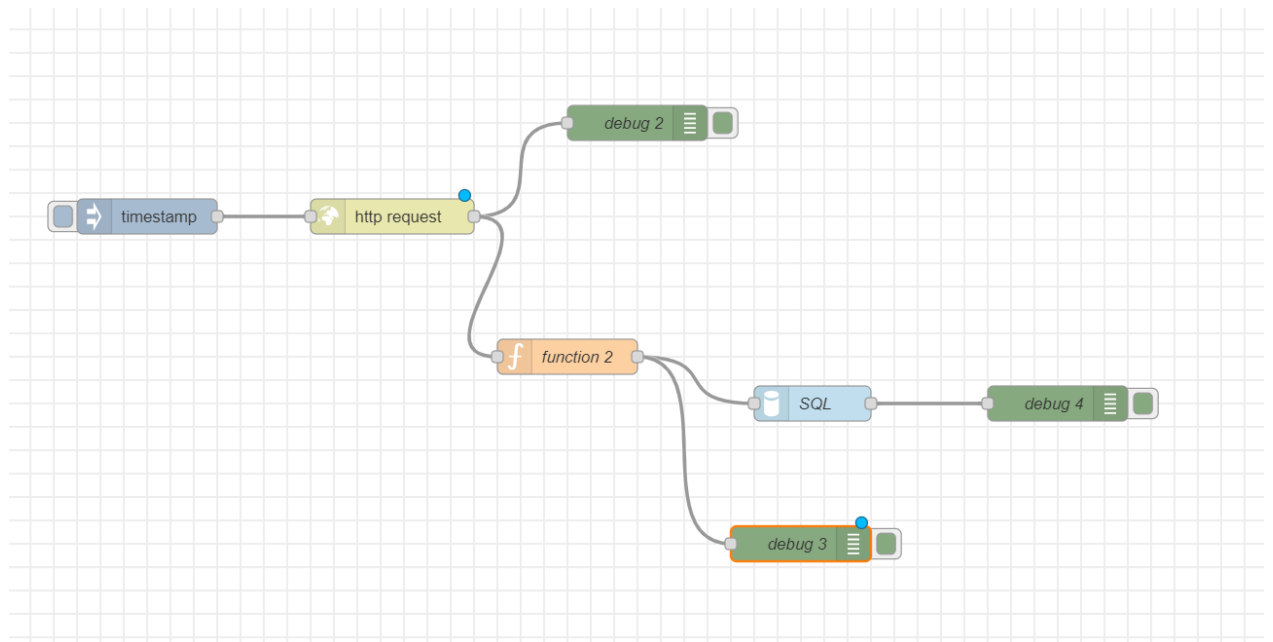 debug 2
timestamp
http request
function 2
SQL
debug 4
debug 3